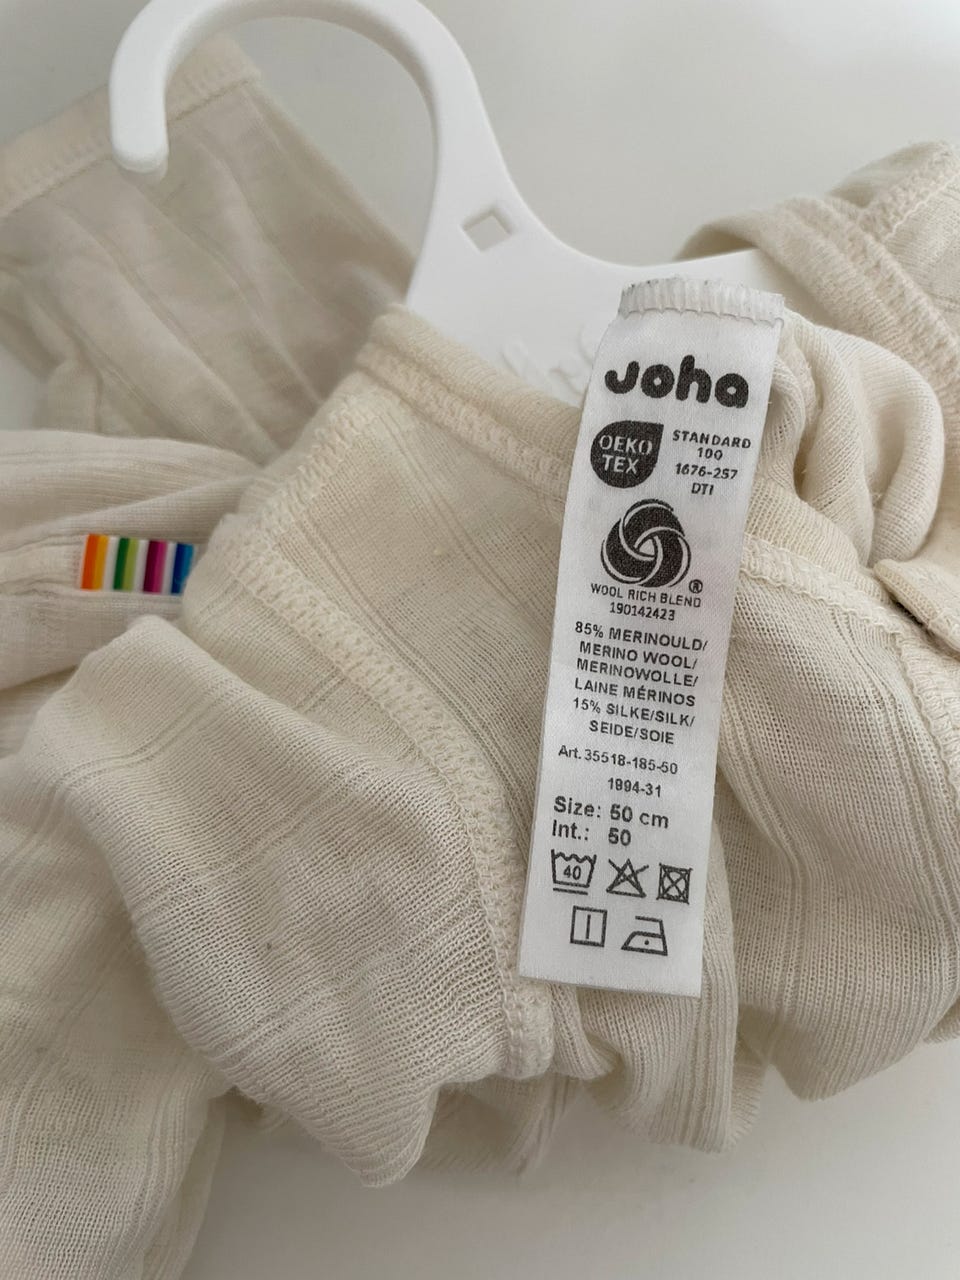 Joha
OEKO
TEX
STANDARD
100
1676-257
DTI
WOOL RICH BLEND ®
190142423
85% MERINOULD/
MERINO WOOL/
MERINOWOLLE/
LAINE MÉRINOS
15% SILKE/SILK/
SEIDE/SOIE
Art. 35518-185-50
1994-31
Size: 50 cm
Int.: 50
40